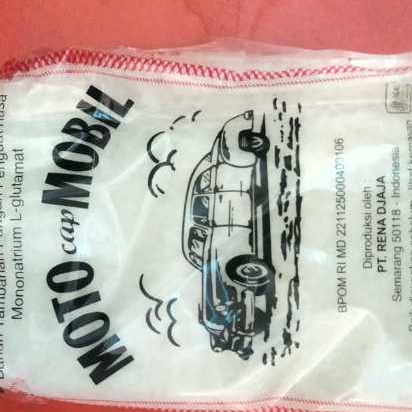 Bahan Tambahan Pangan Penguat rasa
Mononatrium L-glutamat
MOTO cap MOBIL
BPOM RI MD 2211250000400106
Diproduksi oleh :
PT. RENA DJAJA
Semarang 50118 - Indonesia